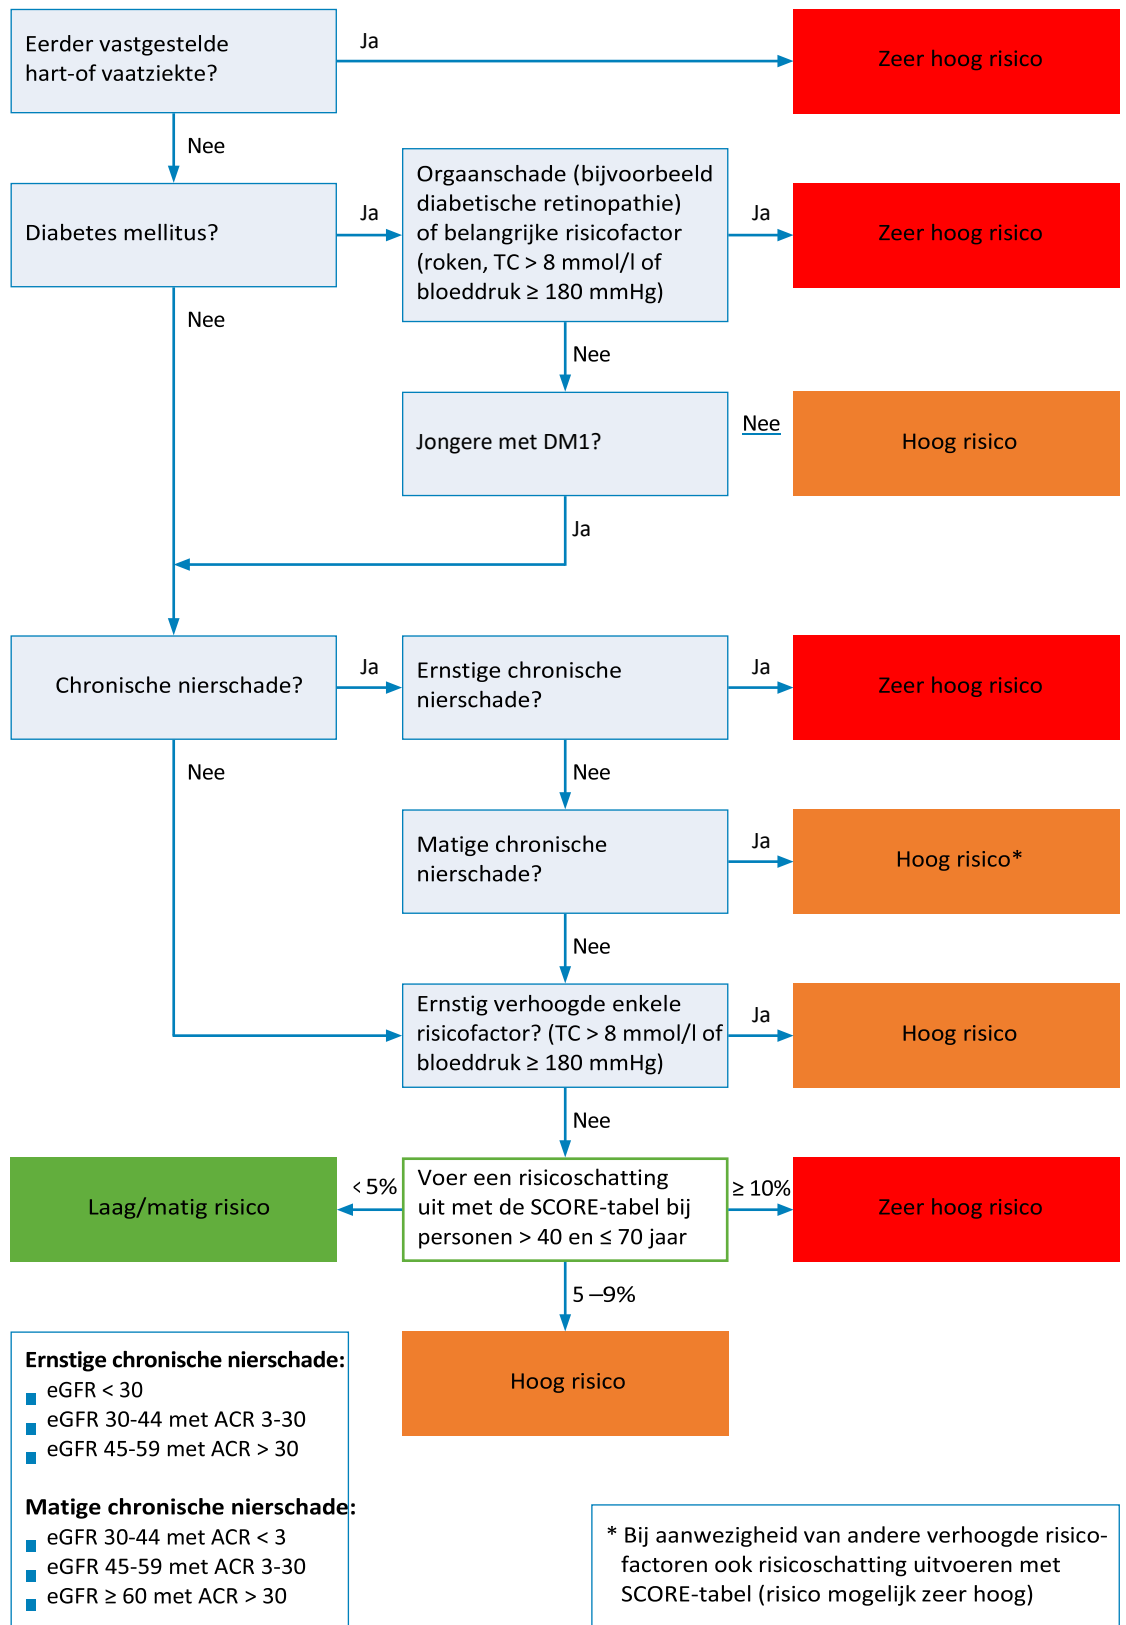 Eerder vastgestelde
hart-of vaatziekte?
Ja
Zeer hoog risico
Nee
Diabetes mellitus?
Ja
Orgaanschade (bijvoorbeeld
diabetische retinopathie)
of belangrijke risicofactor
(roken, TC > 8 mmol/l of
bloeddruk ≥ 180 mmHg)
Ja
Zeer hoog risico
Nee
Nee
Jongere met DM1?
Nee
Hoog risico
Ja
Chronische nierschade?
Ja
Ernstige chronische
nierschade?
Ja
Zeer hoog risico
Nee
Nee
Matige chronische
nierschade?
Ja
Hoog risico*
Nee
Ernstig verhoogde enkele
risicofactor? (TC > 8 mmol/l of
bloeddruk ≥ 180 mmHg)
Ja
Hoog risico
Nee
Laag/matig risico
< 5%
Voer een risicoschatting
uit met de SCORE-tabel bij
personen > 40 en ≤ 70 jaar
≥ 10%
Zeer hoog risico
5 –9%
Hoog risico
Ernstige chronische nierschade:
eGFR < 30
eGFR 30-44 met ACR 3-30
eGFR 45-59 met ACR > 30
Matige chronische nierschade:
eGFR 30-44 met ACR < 3
eGFR 45-59 met ACR 3-30
eGFR ≥ 60 met ACR > 30
* Bij aanwezigheid van andere verhoogde risico-
factoren ook risicoschatting uitvoeren met
SCORE-tabel (risico mogelijk zeer hoog)